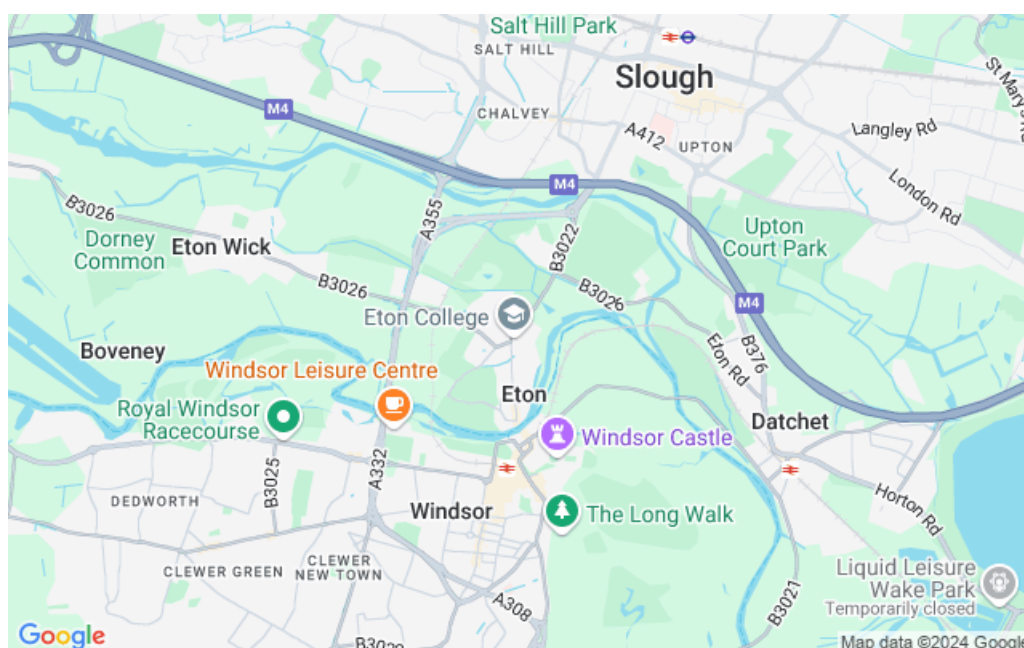 Salt Hill Park
SALT HILL
Slough
St Mary's Rd
M4
CHALVEY
A412
UPTON
Langley Rd
London Rd
M4
B3026
Dorney
Common
Eton Wick
A355
B3022
Upton
Court Park
B3026
B3026
M4
Eton College
Eton Rd
B376
Boveney
Windsor Leisure Centre
Eton
Royal Windsor
Racecourse
Datchet
Windsor Castle
A332
B3025
DEDWORTH
Windsor
The Long Walk
Horton Rd
CLEWER GREEN
CLEWER
NEW TOWN
Liquid Leisure
Wake Park
Temporarily closed
A308
B3021
Google
Map data ©2024 Google